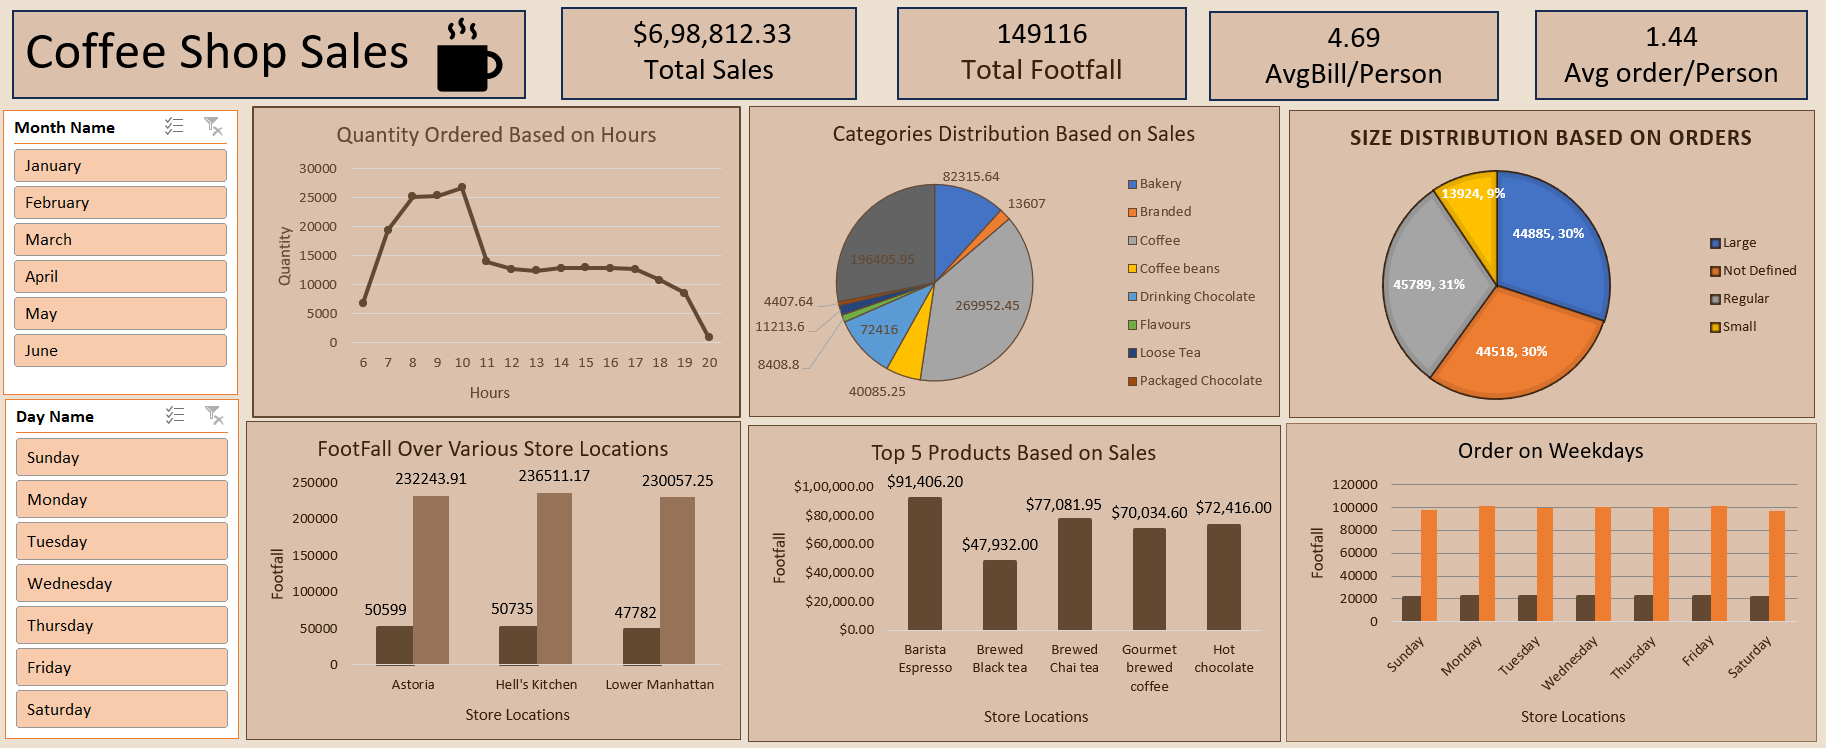 Coffee Shop Sales
$6,98,812.33
Total Sales
149116
Total Footfall
4.69
AvgBill/Person
1.44
Avg order/Person
Month Name
January
February
March
April
May
June
Day Name
Sunday
Monday
Tuesday
Wednesday
Thursday
Friday
Saturday
Quantity Ordered Based on Hours
Quantity
30000
25000
20000
15000
10000
5000
0
6 7 8 9 10 11 12 13 14 15 16 17 18 19 20
Hours
Categories Distribution Based on Sales
82315.64
13607
269952.45
40085.25
72416
8408.8
11213.6
4407.64
196405.95
Bakery
Branded
Coffee
Coffee beans
Drinking Chocolate
Flavours
Loose Tea
Packaged Chocolate
SIZE DISTRIBUTION BASED ON ORDERS
13924, 9%
44885, 30%
45789, 31%
44518, 30%
Large
Not Defined
Regular
Small
FootFall Over Various Store Locations
Footfall
250000
200000
150000
100000
50000
0
232243.91
236511.17
230057.25
50599
50735
47782
Astoria
Hell's Kitchen
Lower Manhattan
Store Locations
Top 5 Products Based on Sales
Footfall
$1,00,000.00
$80,000.00
$60,000.00
$40,000.00
$20,000.00
$0.00
$91,406.20
$47,932.00
$77,081.95
$70,034.60
$72,416.00
Barista
Espresso
Brewed
Black tea
Brewed
Chai tea
Gourmet
brewed
coffee
Hot
chocolate
Store Locations
Order on Weekdays
Footfall
120000
100000
80000
60000
40000
20000
0
Sunday
Monday
Tuesday
Wednesday
Thursday
Friday
Saturday
Store Locations